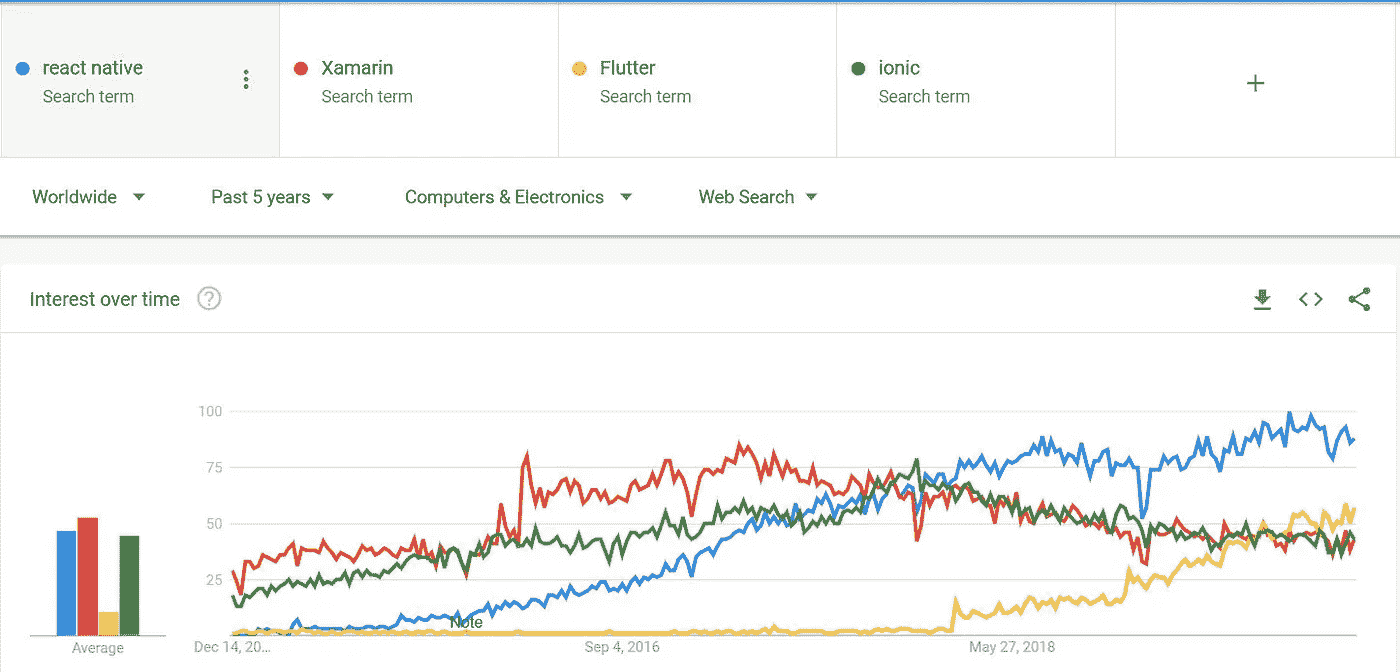 react native
Search term
Xamarin
Search term
Flutter
Search term
ionic
Search term
+
Worldwide
Past 5 years
Computers & Electronics
Web Search
Interest over time
?
100
75
50
25
Note
Average
Dec 14, 20...
Sep 4, 2016
May 27, 2018